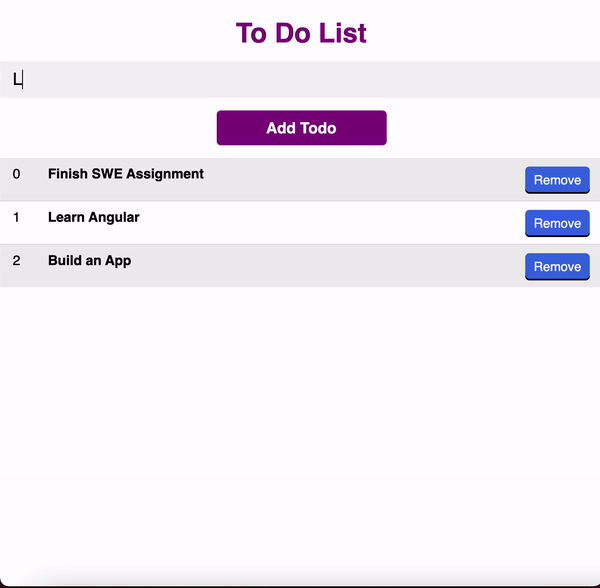 To Do List
L
Add Todo
0 Finish SWE Assignment Remove
1 Learn Angular Remove
2 Build an App Remove